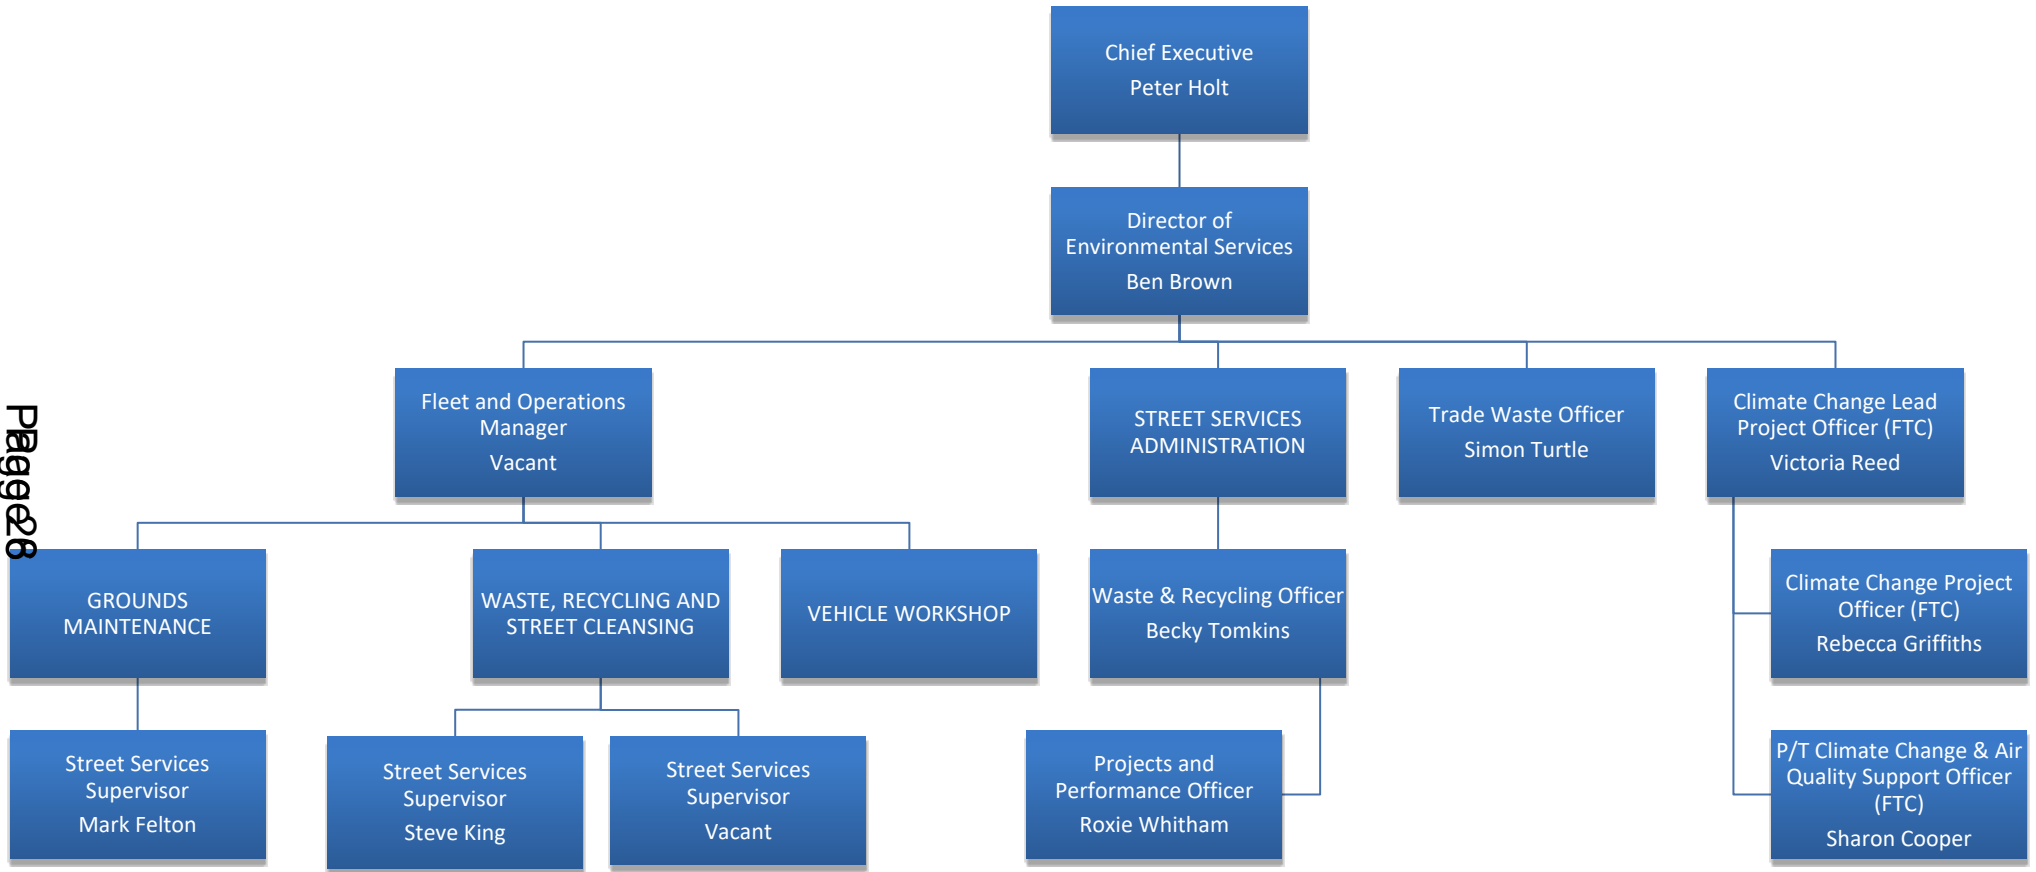 Chief Executive
Peter Holt
Director of
Environmental Services
Ben Brown
Fleet and Operations
Manager
Vacant
STREET SERVICES
ADMINISTRATION
Trade Waste Officer
Simon Turtle
Climate Change Lead
Project Officer (FTC)
Victoria Reed
GROUNDS
MAINTENANCE
WASTE, RECYCLING AND
STREET CLEANSING
VEHICLE WORKSHOP
Waste & Recycling Officer
Becky Tomkins
Climate Change Project
Officer (FTC)
Rebecca Griffiths
Street Services
Supervisor
Mark Felton
Street Services
Supervisor
Steve King
Street Services
Supervisor
Vacant
Projects and
Performance Officer
Roxie Whitham
P/T Climate Change & Air
Quality Support Officer
(FTC)
Sharon Cooper
Page